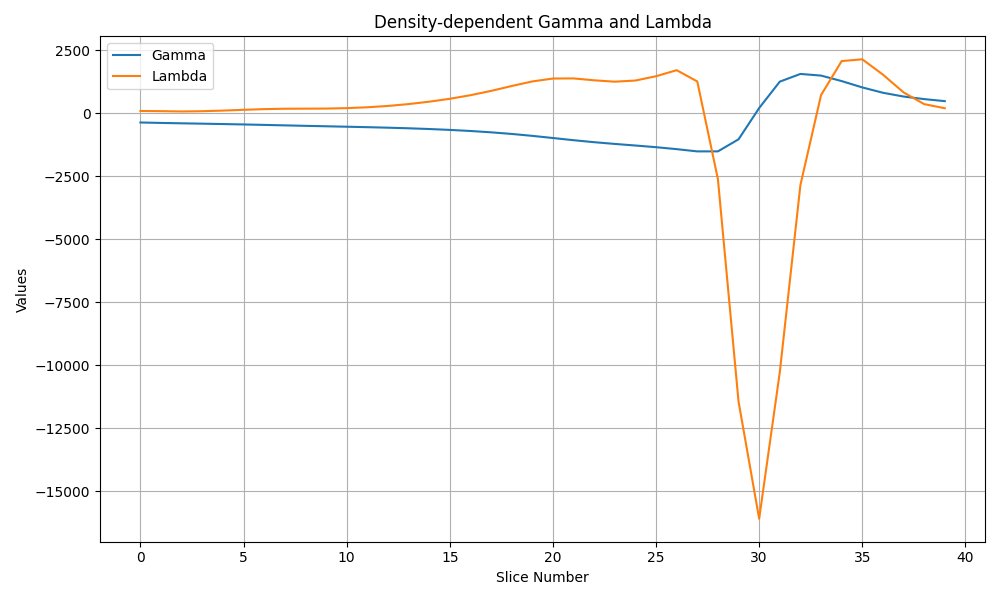 Density-dependent Gamma and Lambda
Gamma
Lambda
2500
0
−2500
−5000
−7500
−10000
−12500
−15000
Values
0 5 10 15 20 25 30 35 40
Slice Number